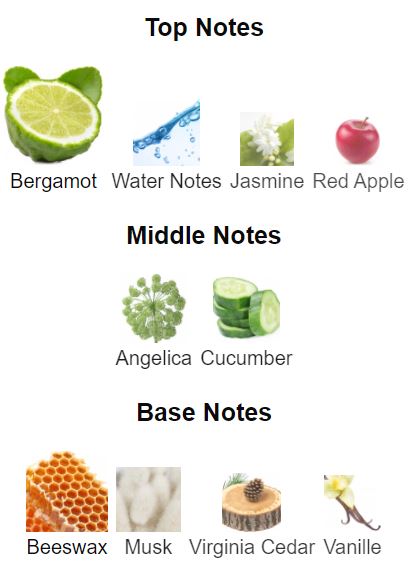 Top Notes
Bergamot Water Notes Jasmine Red Apple
Middle Notes
Angelica Cucumber
Base Notes
Beeswax Musk Virginia Cedar Vanille